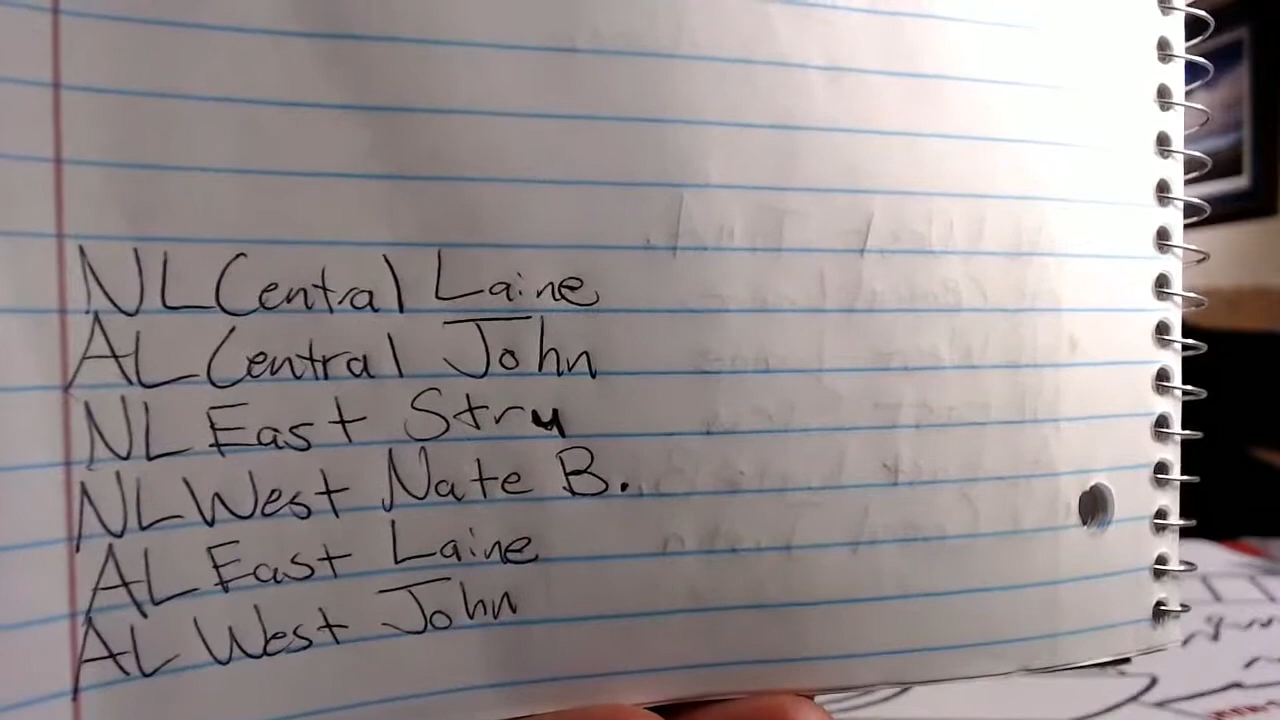 NL Central Laine
AL Central John
NL East Stru
NL West Nate B.
AL East Laine
AL West John